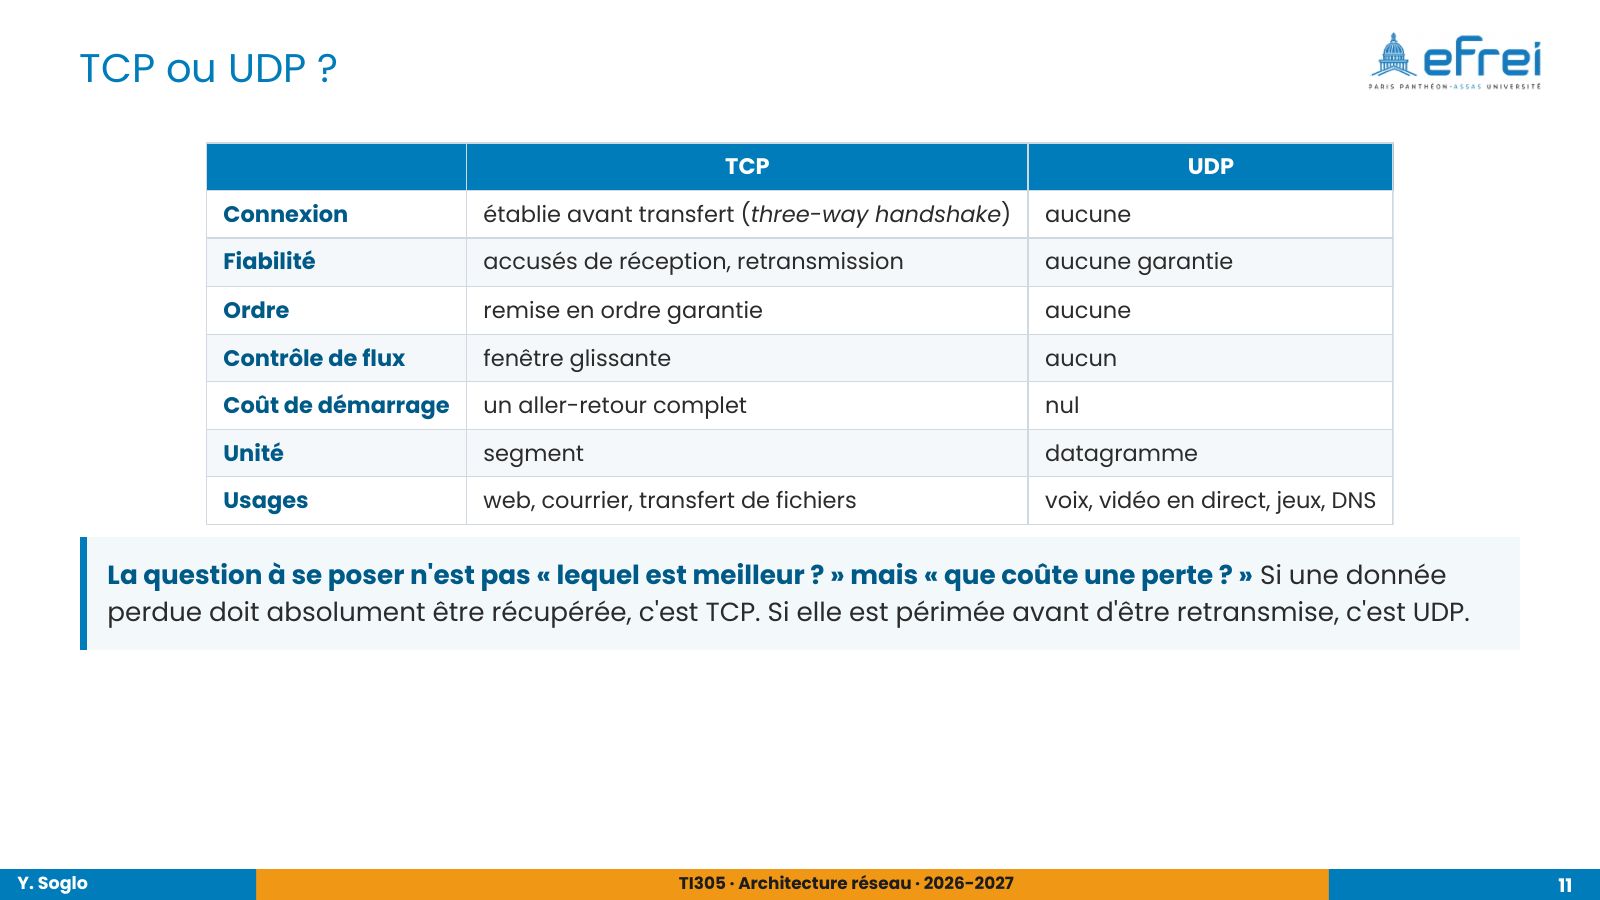 TCP ou UDP ?
efrei
PARIS PANTHÉON-ASSAS UNIVERSITÉ
TCP UDP
Connexion établie avant transfert (three-way handshake) aucune
Fiabilité accusés de réception, retransmission aucune garantie
Ordre remise en ordre garantie aucune
Contrôle de flux fenêtre glissante aucun
Coût de démarrage un aller-retour complet nul
Unité segment datagramme
Usages web, courrier, transfert de fichiers voix, vidéo en direct, jeux, DNS
La question à se poser n'est pas « lequel est meilleur ? » mais « que coûte une perte ? » Si une donnée
perdue doit absolument être récupérée, c'est TCP. Si elle est périmée avant d'être retransmise, c'est UDP.
Y. Soglo TI305 · Architecture réseau · 2026-2027 11